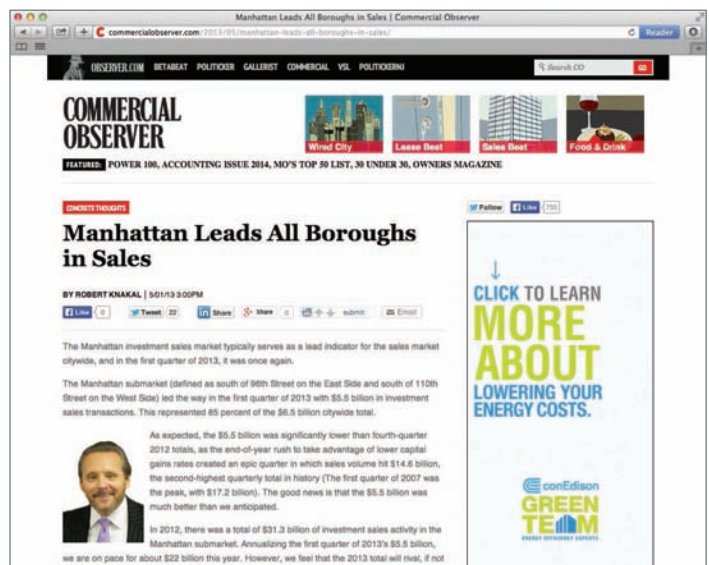 Manhattan Leads All Boroughs in Sales | Commercial Observer
commercialobserver.com/2013/05/manhattan-leads-all-boroughs-in-sales/
Reader
OBSERVER.COM BETABEAT POLITICKER GALLERIST COMMERCIAL VSL POLITICKERNJ
Search CO
GO
COMMERCIAL
OBSERVER
Wired City
Lease Beat
Sales Beat
Food & Drink
FEATURED: POWER 100, ACCOUNTING ISSUE 2014, MO'S TOP 50 LIST, 30 UNDER 30, OWNERS MAGAZINE
CONCRETE THOUGHTS
Manhattan Leads All Boroughs
in Sales
BY ROBERT KNAKAL | 5/01/13 3:00PM
Like 0 Tweet 22 in Share Share 0 submit Email
The Manhattan investment sales market typically serves as a lead indicator for the sales market
citywide, and in the first quarter of 2013, it was once again.
The Manhattan submarket (defined as south of 96th Street on the East Side and south of 110th
Street on the West Side) led the way in the first quarter of 2013 with $5.5 billion in investment
sales transactions. This represented 85 percent of the $6.5 billion citywide total.
As expected, the $5.5 billion was significantly lower than fourth-quarter
2012 totals, as the end-of-year rush to take advantage of lower capital
gains rates created an epic quarter in which sales volume hit $14.6 billion,
the second-highest quarterly total in history (The first quarter of 2007 was
the peak, with $17.2 billion). The good news is that the $5.5 billion was
much better than we anticipated.
In 2012, there was a total of $31.3 billion of investment sales activity in the
Manhattan submarket. Annualizing the first quarter of 2013's $5.5 billion,
we are on pace for about $22 billion this year. However, we feel that the 2013 total will rival, if not
Follow Like 755
CLICK TO LEARN
MORE
ABOUT
LOWERING YOUR
ENERGY COSTS.
conEdison
GREEN
TEAM
ENERGY EFFICIENCY EXPERTS